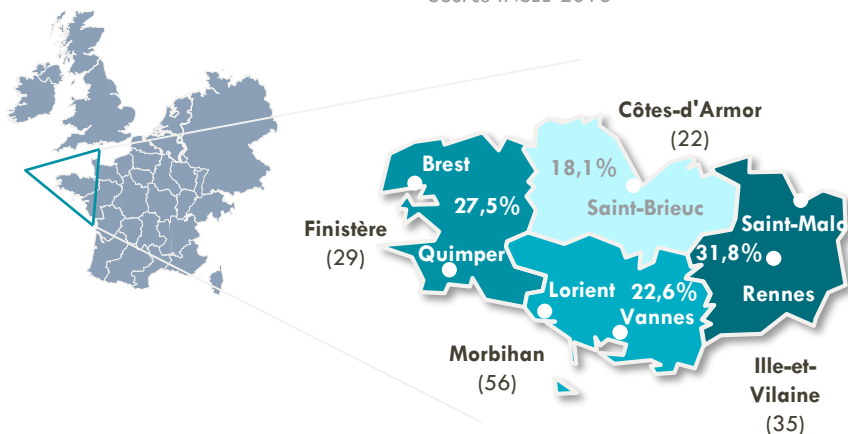 Côtes-d'Armor
(22)
Brest
18,1%
27,5%
Saint-Brieuc
Saint-Malo
Finistère
(29)
Quimper
31,8%
Lorient
22,6%
Rennes
Vannes
Morbihan
(56)
Ille-et-
Vilaine
(35)